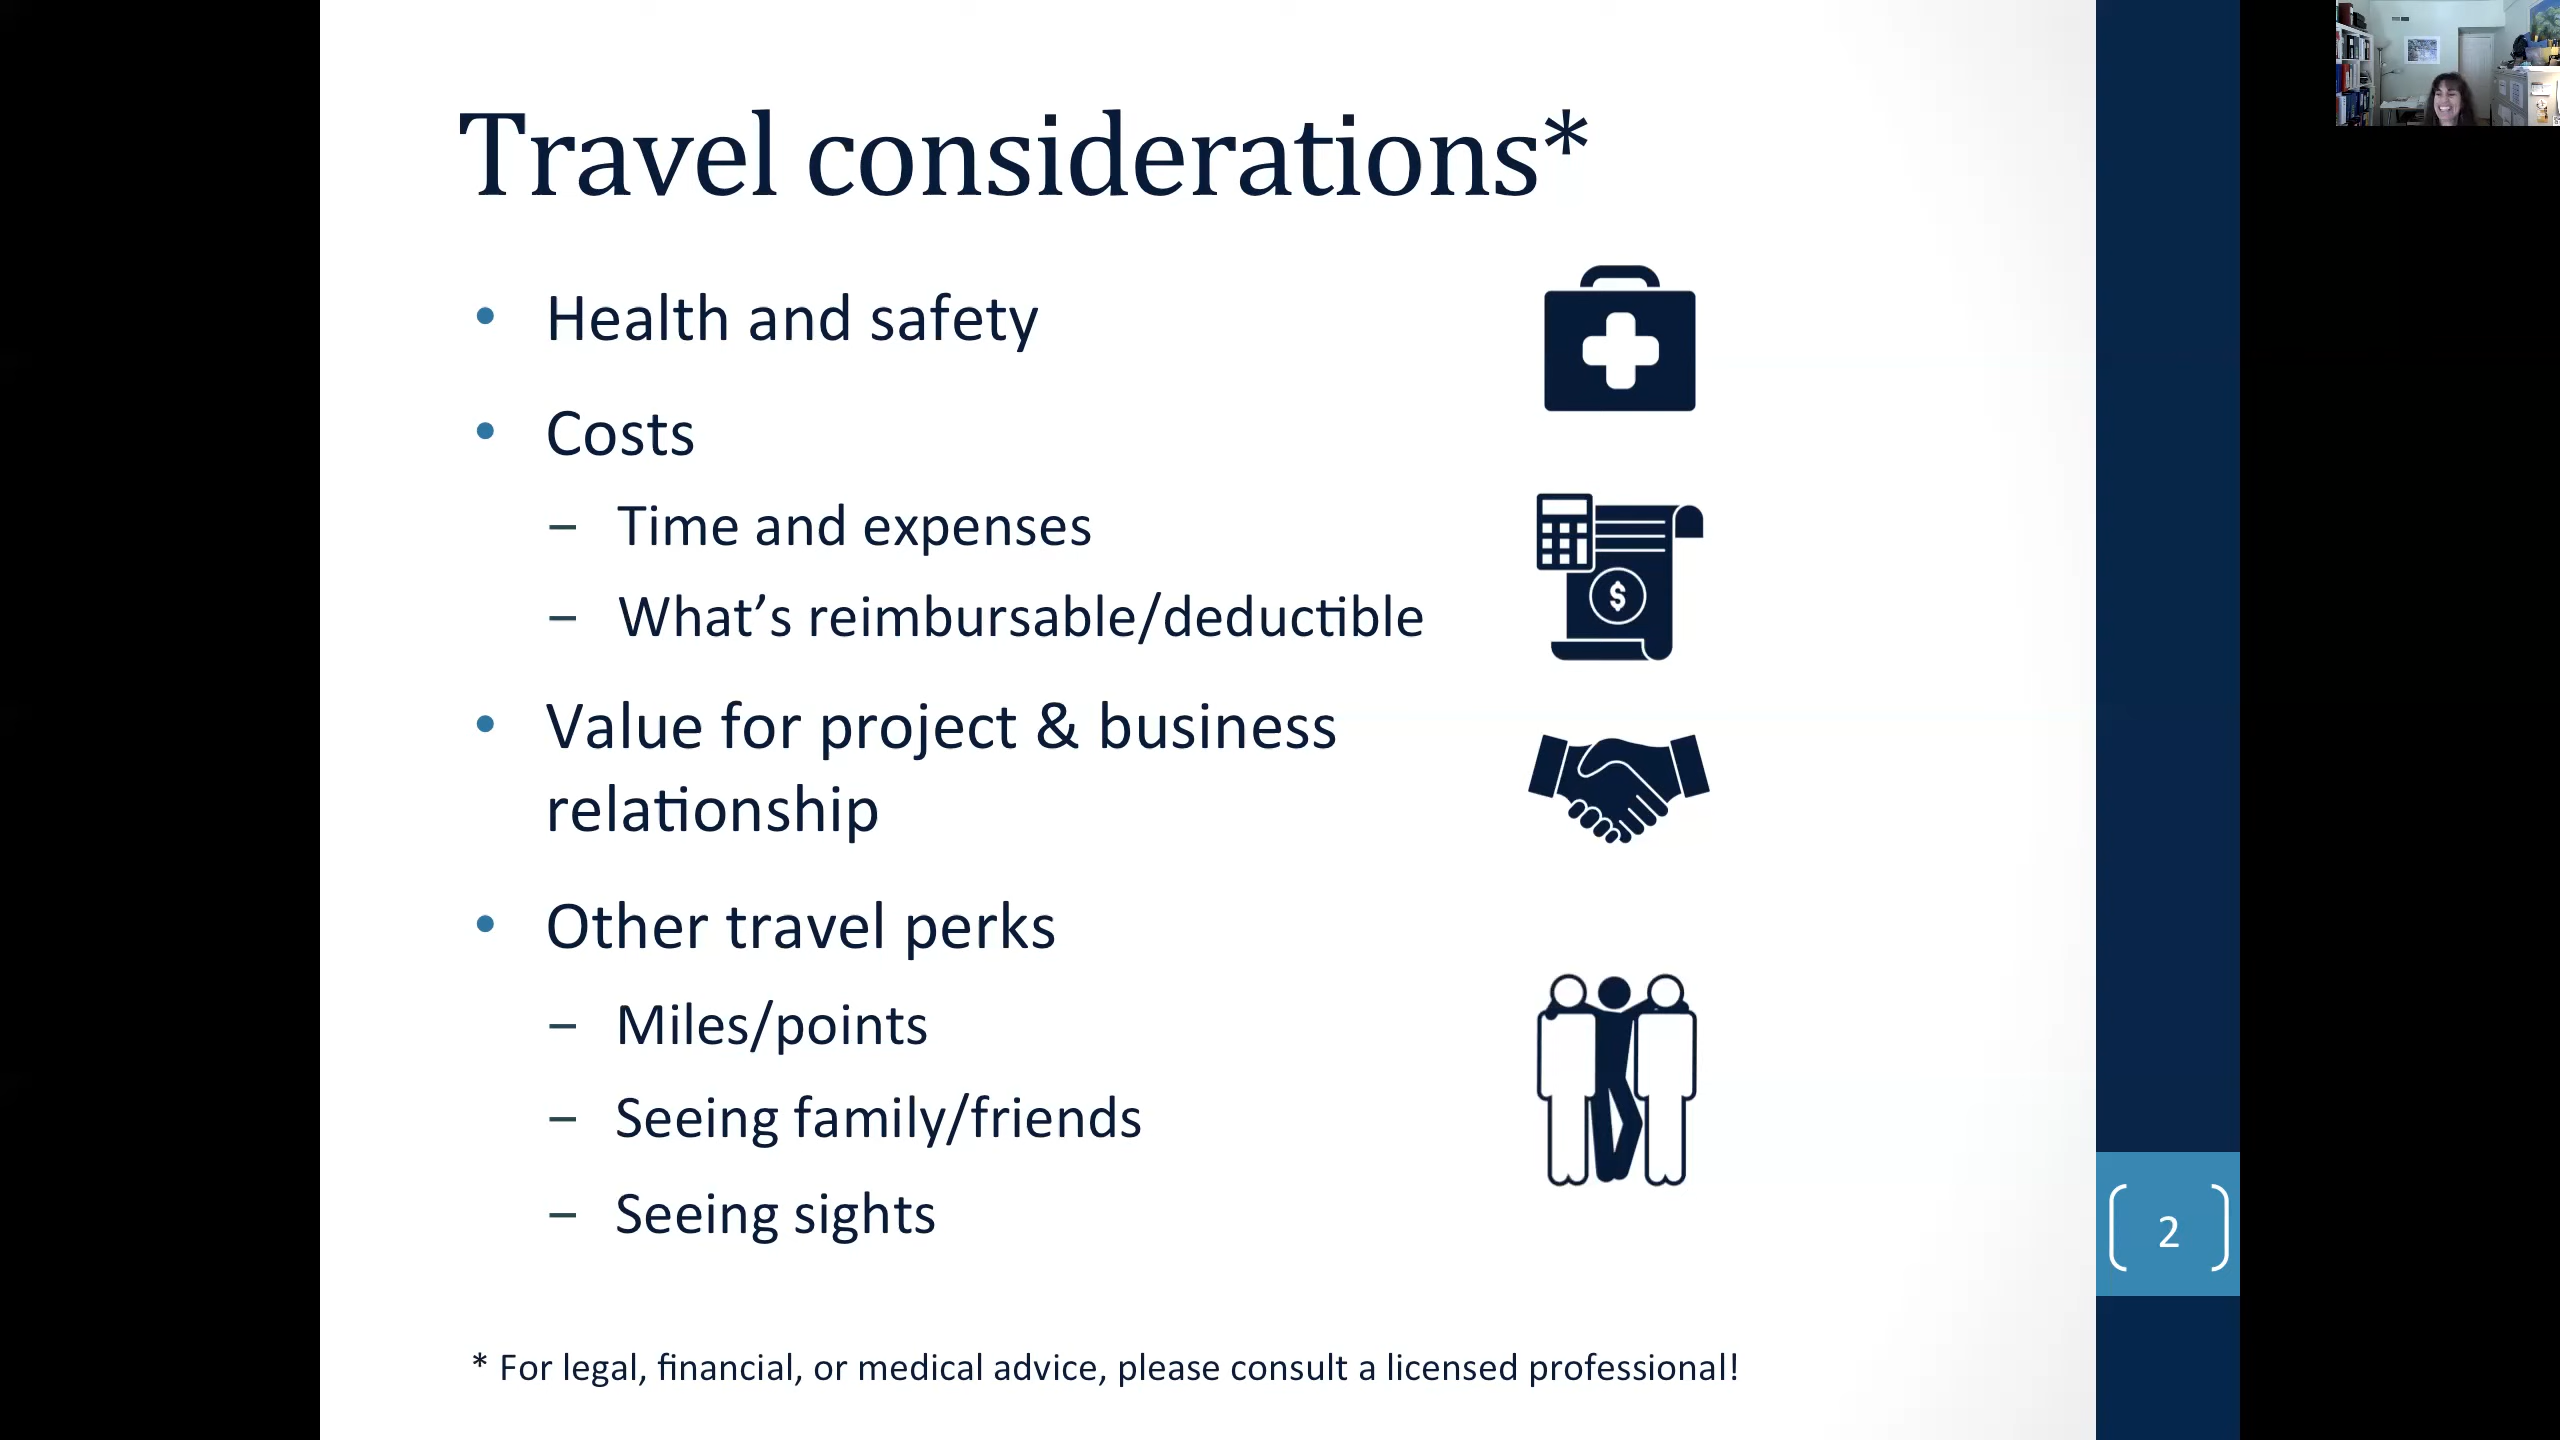 Travel considerations*
• Health and safety
• Costs
– Time and expenses
– What’s reimbursable/deductible
• Value for project & business
relationship
• Other travel perks
– Miles/points
– Seeing family/friends
– Seeing sights
* For legal, financial, or medical advice, please consult a licensed professional!
2
$